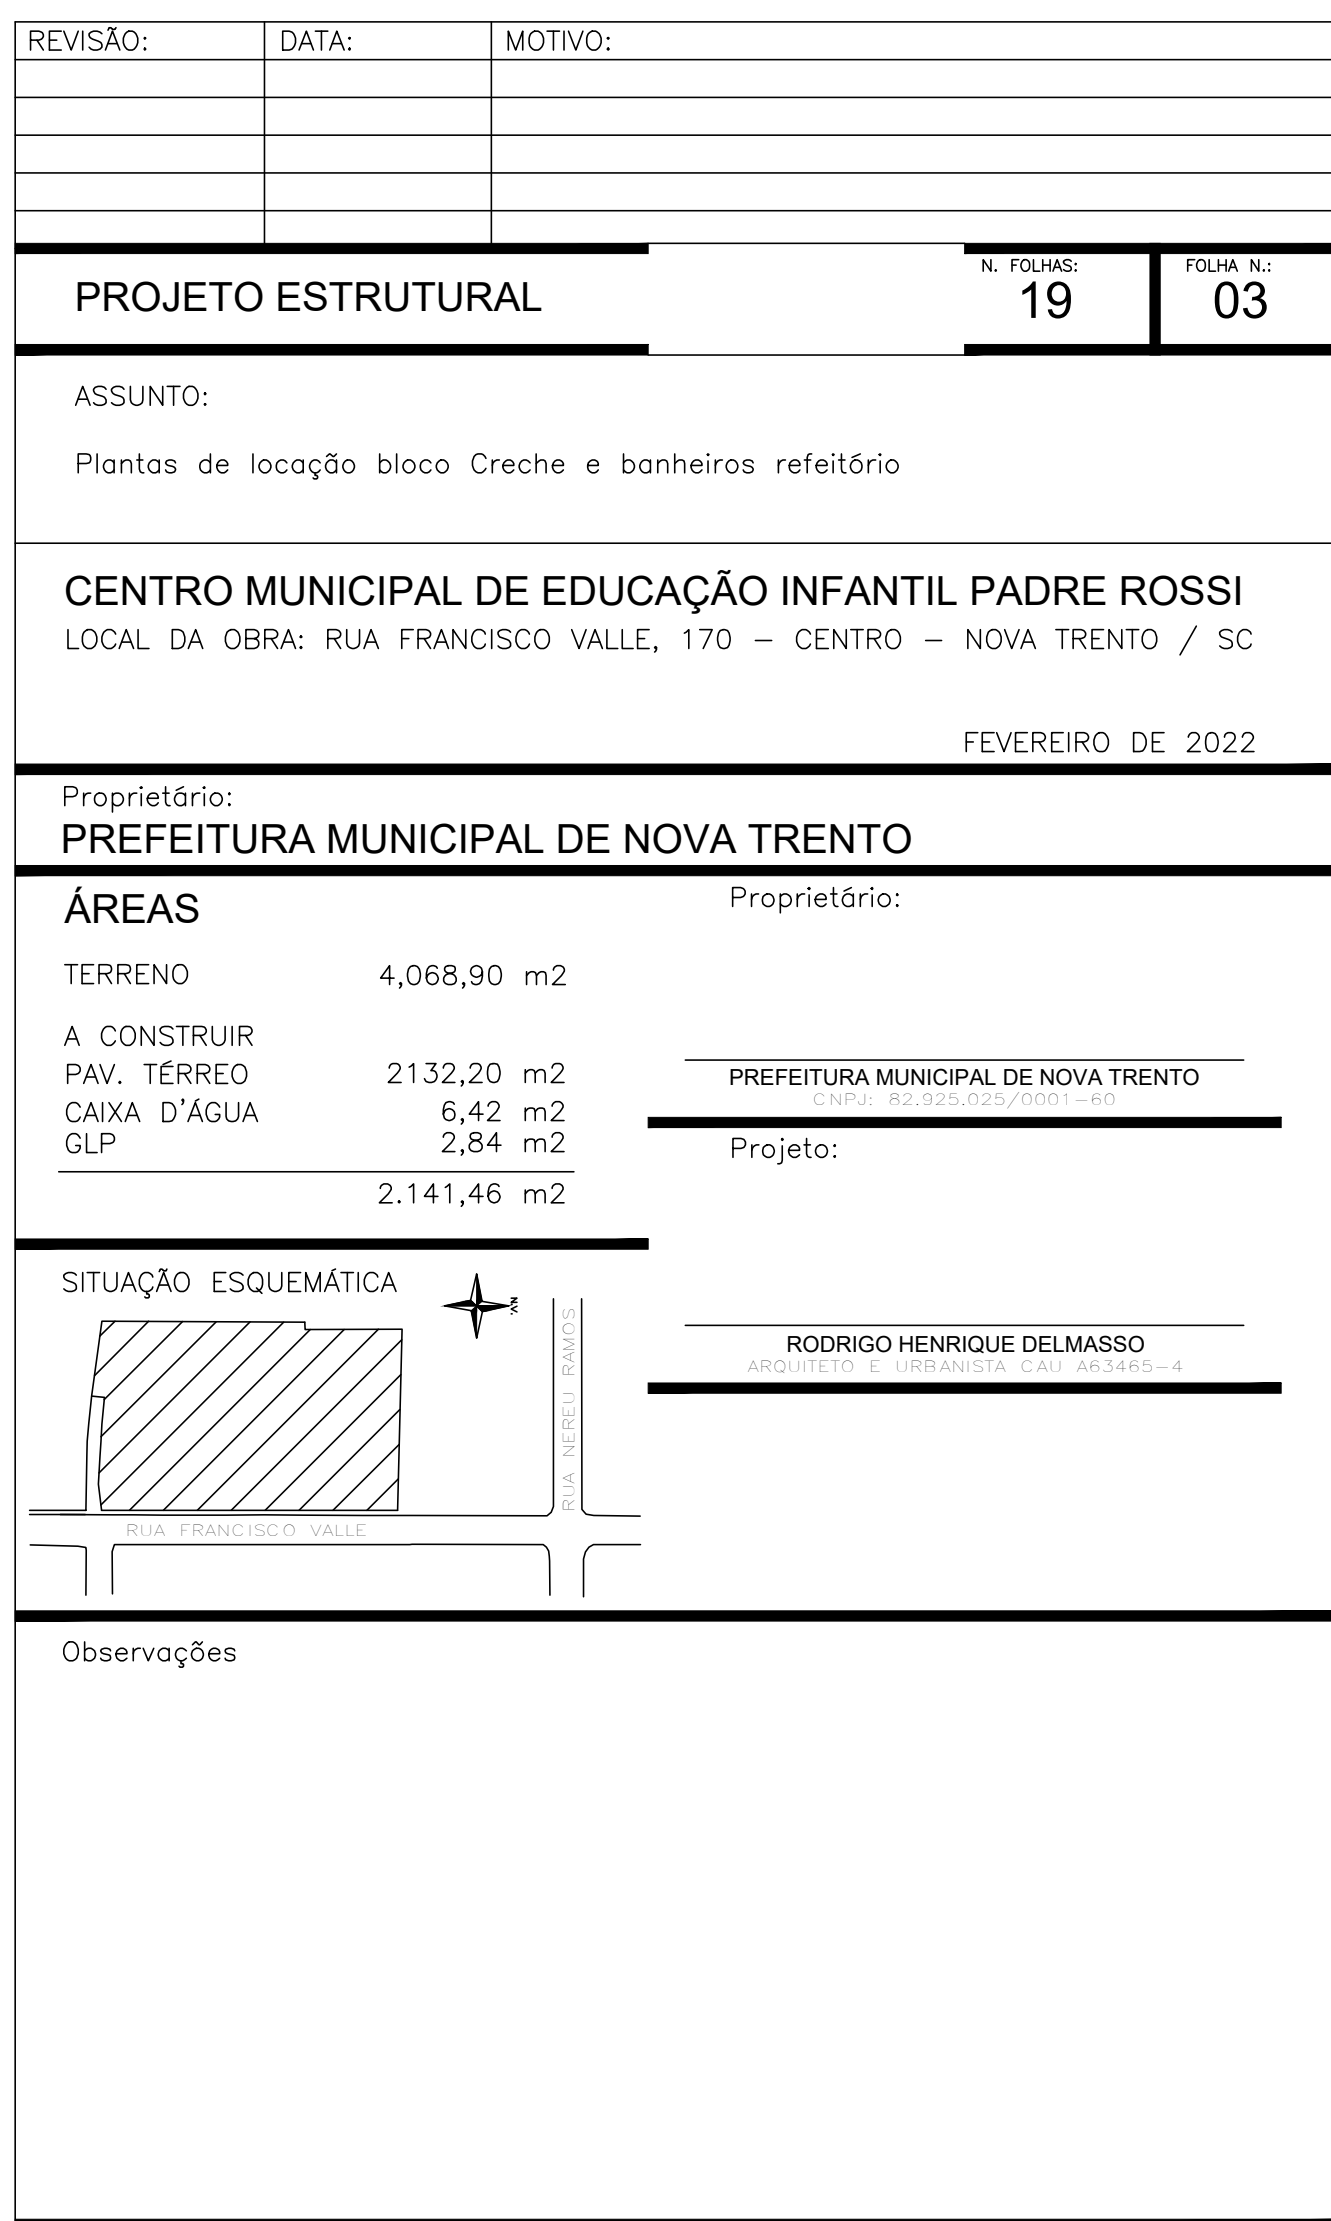 REVISÃO: DATA: MOTIVO:
PROJETO ESTRUTURAL
N. FOLHAS: FOLHA N.:
19 03
ASSUNTO:
Plantas de locação bloco Creche e banheiros refeitório
CENTRO MUNICIPAL DE EDUCAÇÃO INFANTIL PADRE ROSSI
LOCAL DA OBRA: RUA FRANCISCO VALLE, 170 – CENTRO – NOVA TRENTO / SC
FEVEREIRO DE 2022
Proprietário:
PREFEITURA MUNICIPAL DE NOVA TRENTO
ÁREAS
TERRENO 4,068,90 m2
A CONSTRUIR
PAV. TÉRREO 2132,20 m2
CAIXA D'ÁGUA 6,42 m2
GLP 2,84 m2
2.141,46 m2
Proprietário:
PREFEITURA MUNICIPAL DE NOVA TRENTO
CNPJ: 82.925.025/0001–60
Projeto:
RODRIGO HENRIQUE DELMASSO
ARQUITETO E URBANISTA CAU A63465–4
SITUAÇÃO ESQUEMÁTICA
N.V.
RUA NEREU RAMOS
RUA FRANCISCO VALLE
Observações